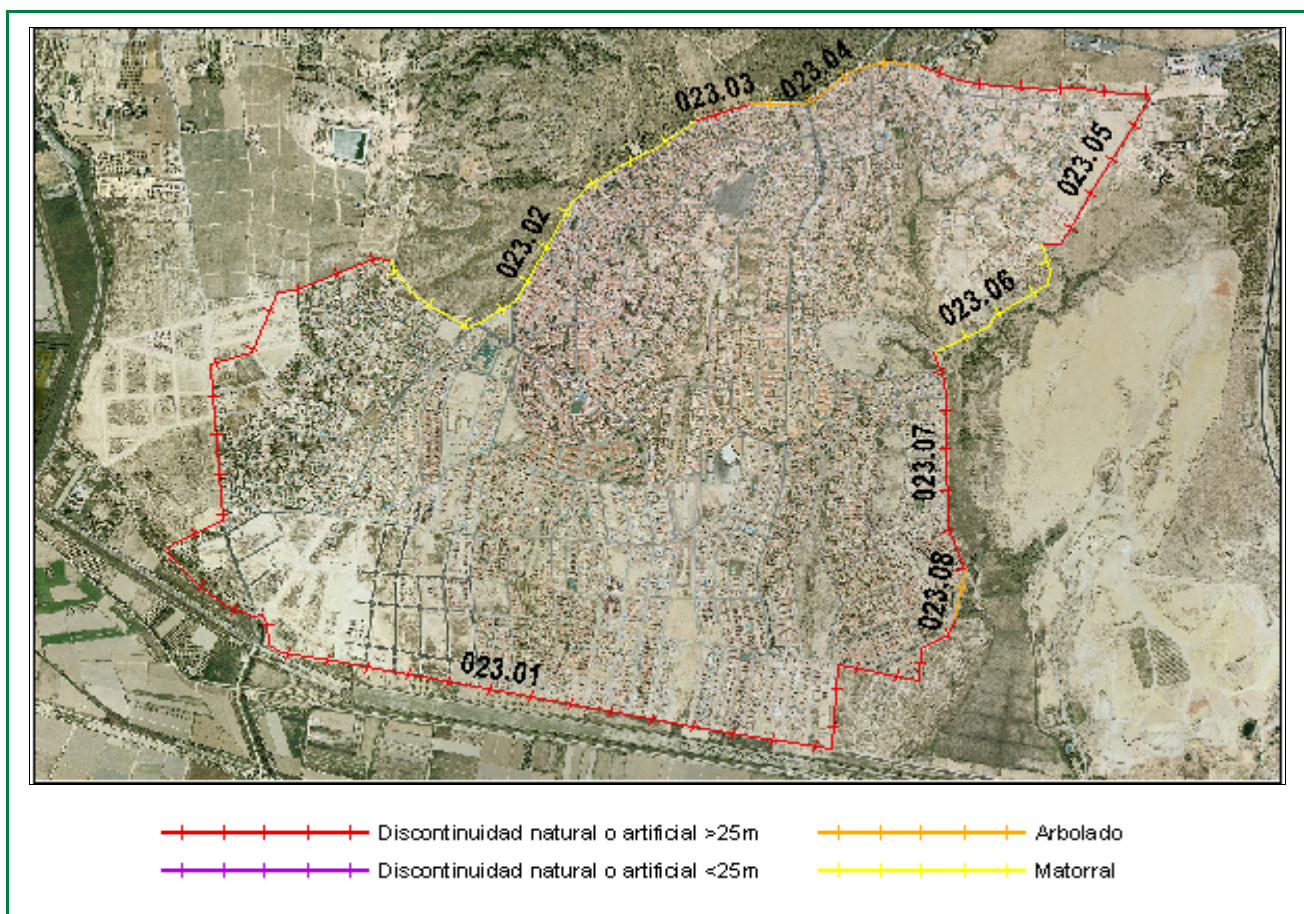 023.04
023.03
023.05
023.02
023.06
023.07
023.08
023.01
Discontinuidad natural o artificial >25m
Arbolado
Discontinuidad natural o artificial <25m
Matorral